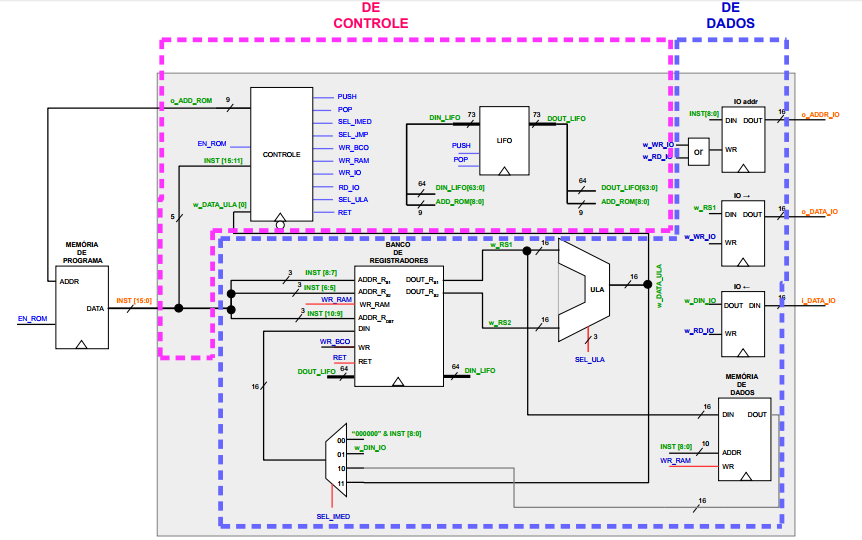 DE
CONTROLE
DE
DE DADOS
o_ADD_ROM
9
EN_ROM
INST [15:11]
w_DATA_ULA [0]
5
CONTROLE
PUSH
POP
SEL_IMED
SEL_JMP
WR_BCO
WR_RAM
WR_IO
RD_IO
SEL_ULA
RET
DIN_LIFO
73
LIFO
73
DOUT_LIFO
PUSH
POP
64
DIN_LIFO[63:0]
ADD_ROM[8:0]
9
64
DOUT_LIFO[63:0]
ADD_ROM[8:0]
9
IO addr
INST[8:0]
DIN DOUT
16
o_ADDR_IO
w_WR_IO
w_RD_IO
or
WR
IO →
w_RS1
DIN DOUT
16
o_DATA_IO
w_WR_IO
WR
IO ←
w_DIN_IO
DOUT DIN
16
i_DATA_IO
w_RD_IO
WR
MEMÓRIA
DE
PROGRAMA
ADDR
DATA
EN_ROM
INST [15:0]
BANCO
DE
REGISTRADORES
3
INST [8:7]
3
INST [6:5]
WR_RAM
3
INST [10:9]
ADDR_R
ADDR_R
WR_RAM
ADDR_R
DIN
WR
RET
DOUT_R
DOUT_R
WR_BCO
RET
DOUT_LIFO
64
64
DIN_LIFO
w_RS1
16
w_RS2
16
ULA
16
w_DATA_ULA
3
SEL_ULA
16
00
01
10
11
"000000" & INST [8:0]
w_DIN_IO
SEL_IMED
MEMÓRIA
DE
DADOS
16
DIN DOUT
INST [8:0]
10
ADDR
WR_RAM
WR
16